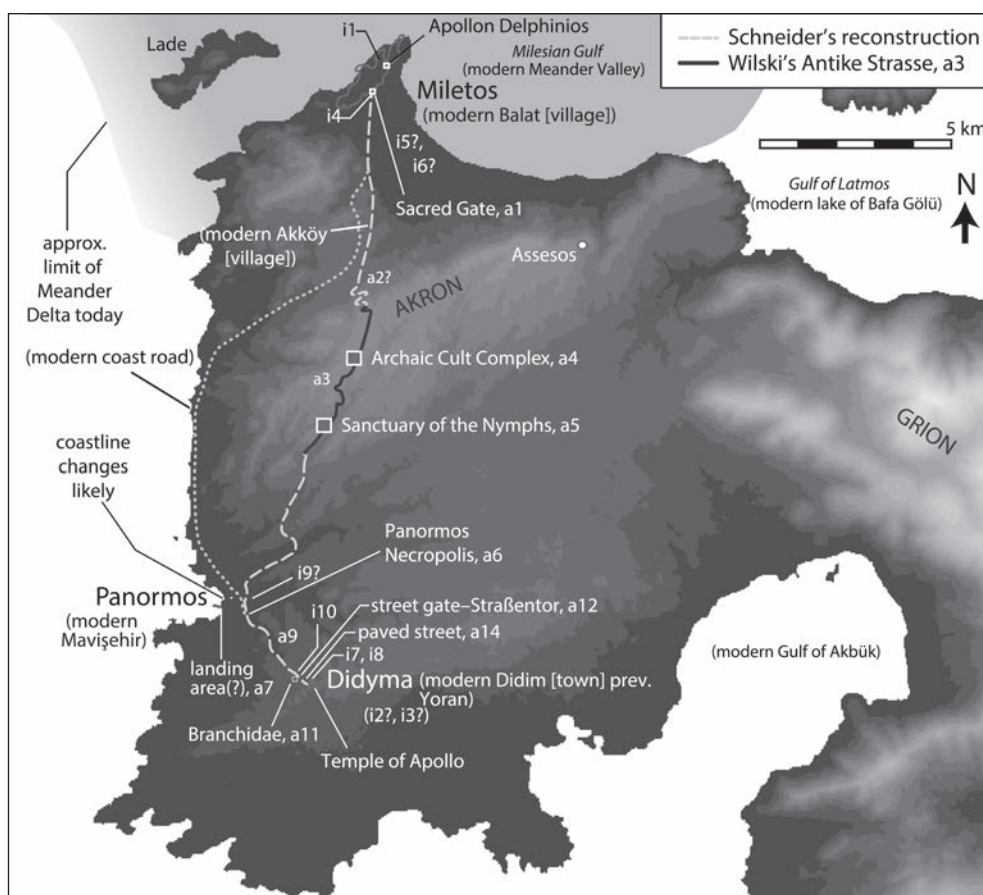 Lade
i1
Apollon Delphinios
Milesian Gulf
(modern Meander Valley)
Miletos
(modern Balat [village])
i4
i5?,
i6?
Sacred Gate, a1
Schneider's reconstruction
Wilski's Antike Strasse, a3
5 km
Gulf of Latmos
(modern lake of Bafa Gölü)
N
approx.
limit of
Meander
Delta today
(modern Akköy
[village])
a2?
AKRON
Assesos
(modern coast road)
Archaic Cult Complex, a4
a3
Sanctuary of the Nymphs, a5
GRION
coastline
changes
likely
Panormos
Necropolis, a6
i9?
Panormos
(modern
Mavişehir)
i10
street gate–Straßentor, a12
a9
paved street, a14
i7, i8
landing
area(?), a7
Didyma (modern Didim [town] prev.
Yoran)
(i2?, i3?)
Branchidae, a11
Temple of Apollo
(modern Gulf of Akbük)